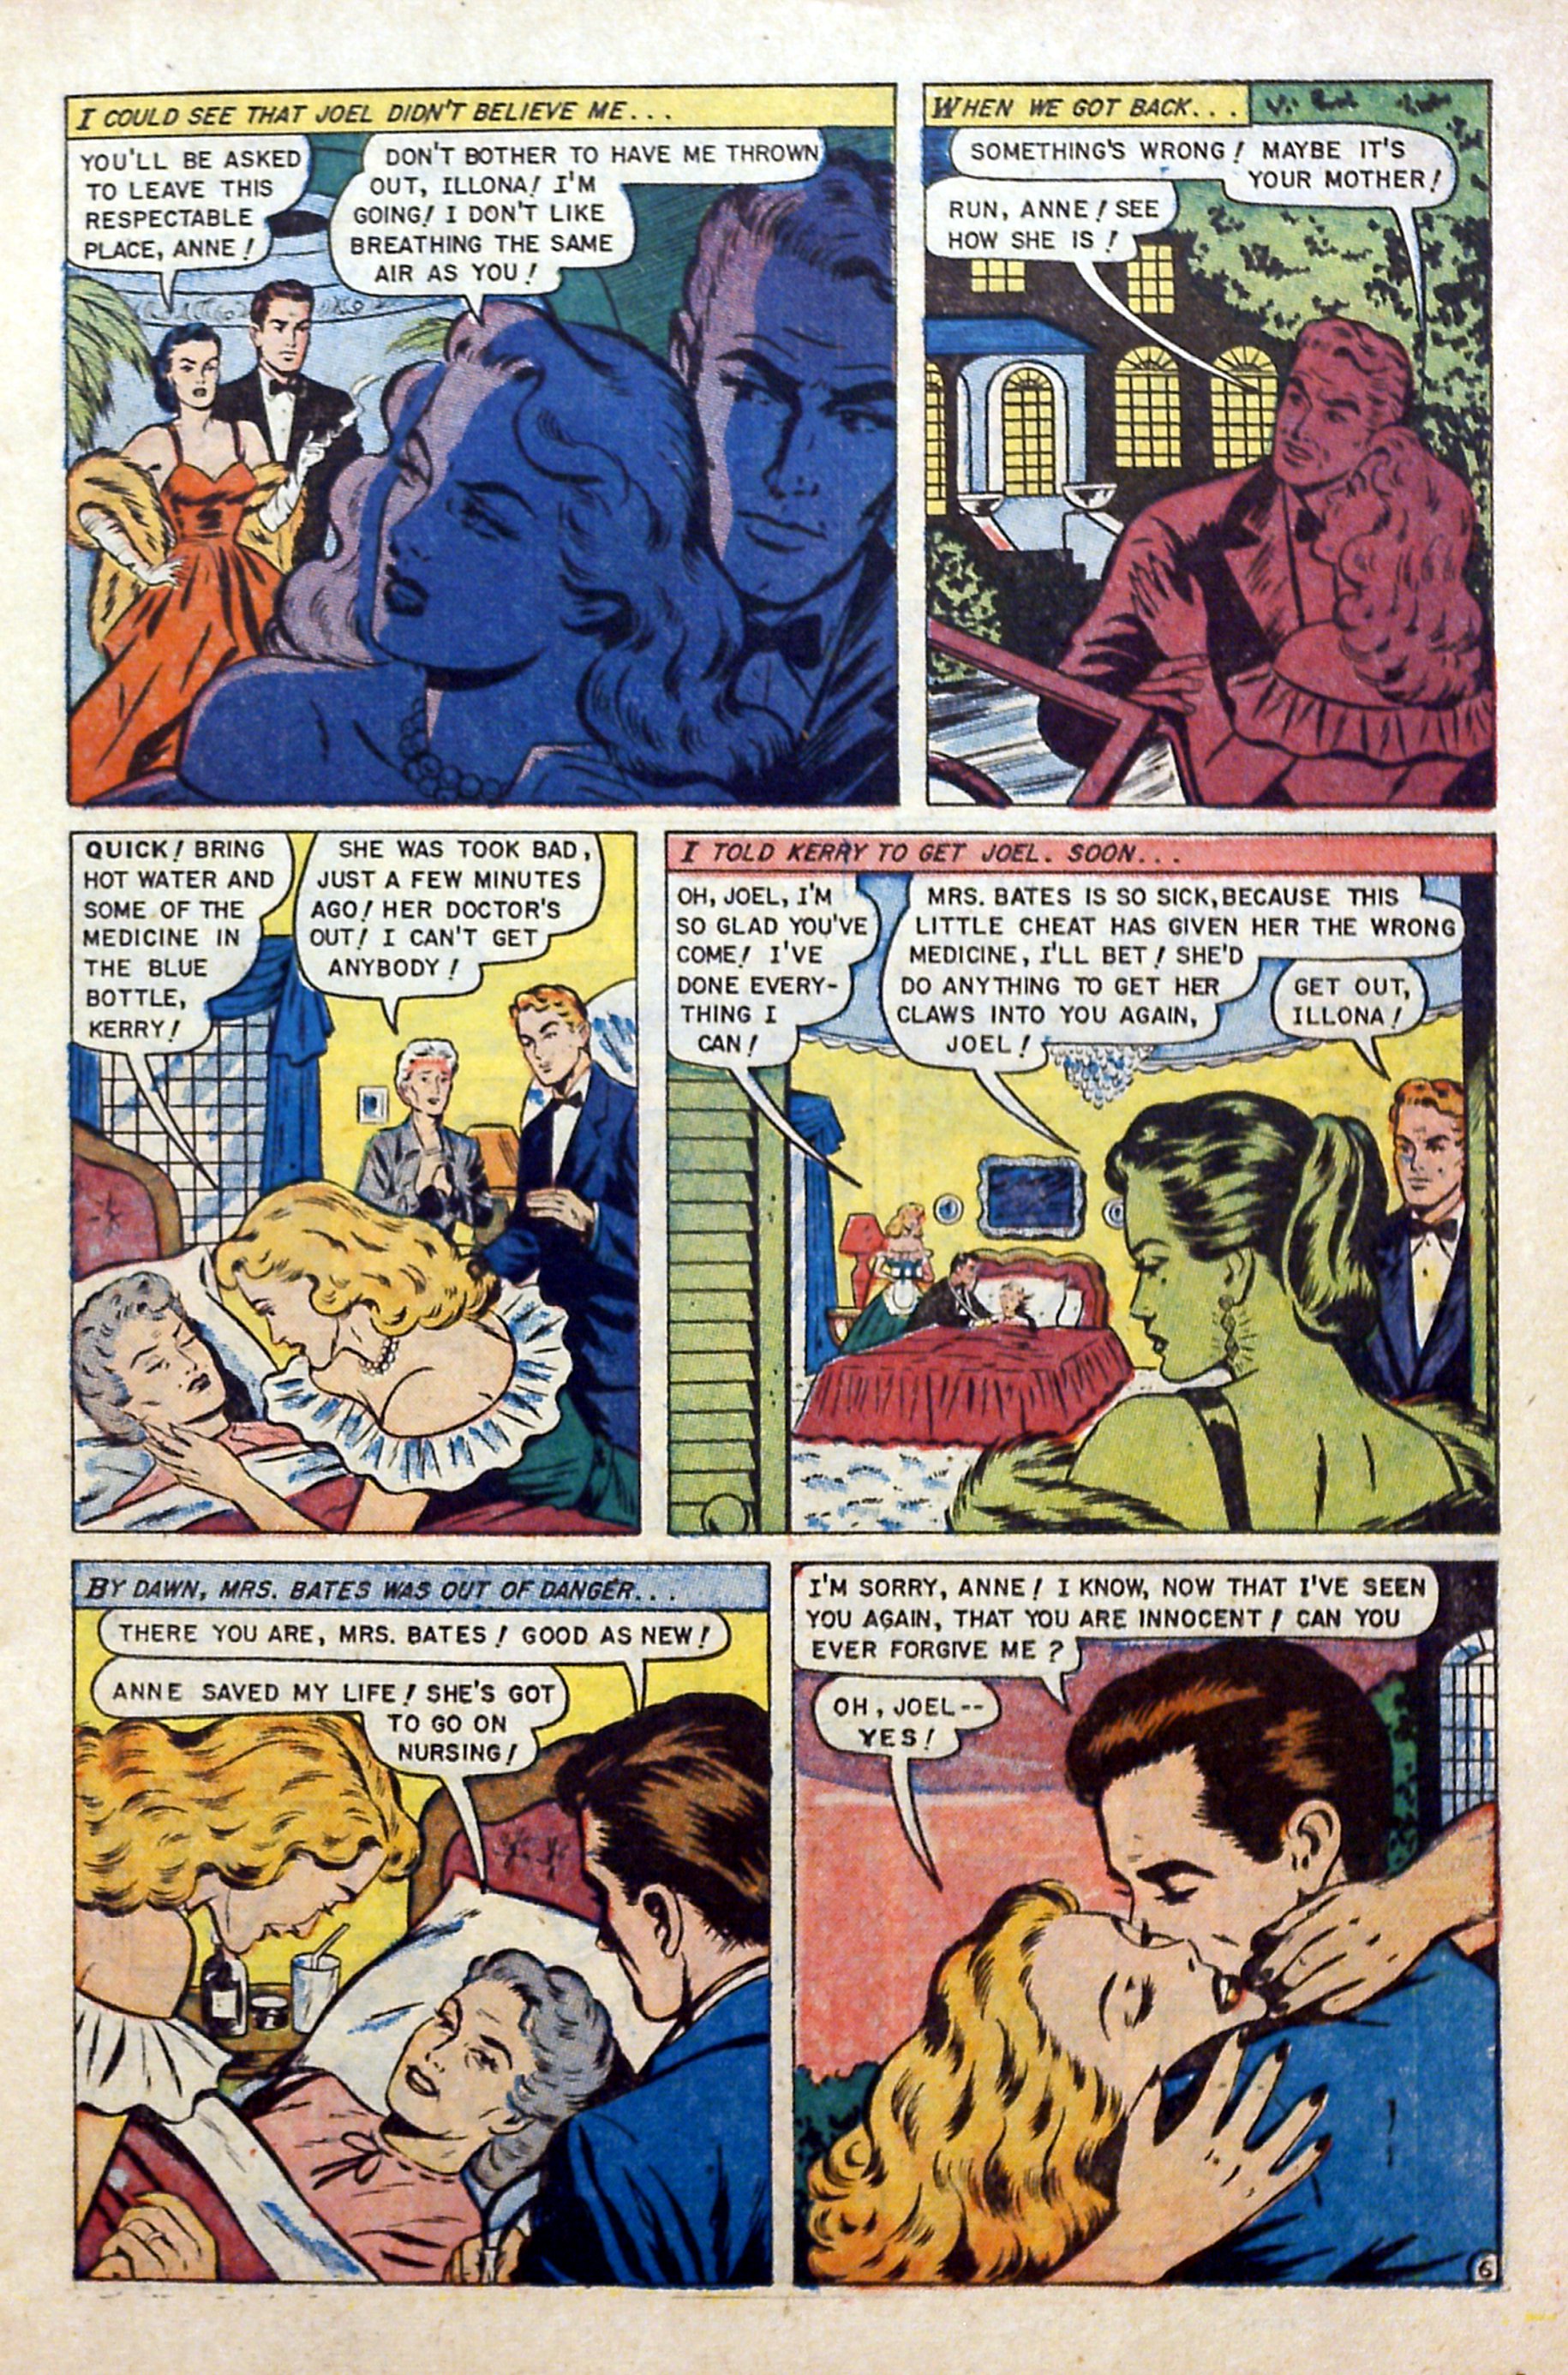 I COULD SEE THAT JOEL DIDN'T BELIEVE ME...
YOU'LL BE ASKED
TO LEAVE THIS
RESPECTABLE
PLACE, ANNE!
DON'T BOTHER TO HAVE ME THROWN
OUT, ILLONA! I'M
GOING! I DON'T LIKE
BREATHING THE SAME
AIR AS YOU!
WHEN WE GOT BACK...
SOMETHING'S WRONG! MAYBE IT'S
YOUR MOTHER!
RUN, ANNE! SEE
HOW SHE IS!
QUICK! BRING
HOT WATER AND
SOME OF THE
MEDICINE IN
THE BLUE
BOTTLE,
KERRY!
SHE WAS TOOK BAD,
JUST A FEW MINUTES
AGO! HER DOCTOR'S
OUT! I CAN'T GET
ANYBODY!
I TOLD KERRY TO GET JOEL. SOON...
OH, JOEL, I'M
SO GLAD YOU'VE
COME! I'VE
DONE EVERY-
THING I
CAN!
MRS. BATES IS SO SICK, BECAUSE THIS
LITTLE CHEAT HAS GIVEN HER THE WRONG
MEDICINE, I'LL BET! SHE'D
DO ANYTHING TO GET HER
CLAWS INTO YOU AGAIN,
JOEL!
GET OUT,
ILLONA!
BY DAWN, MRS. BATES WAS OUT OF DANGER...
THERE YOU ARE, MRS. BATES! GOOD AS NEW!
ANNE SAVED MY LIFE! SHE'S GOT
TO GO ON
NURSING!
I'M SORRY, ANNE! I KNOW, NOW THAT I'VE SEEN
YOU AGAIN, THAT YOU ARE INNOCENT! CAN YOU
EVER FORGIVE ME?
OH, JOEL--
YES!
6